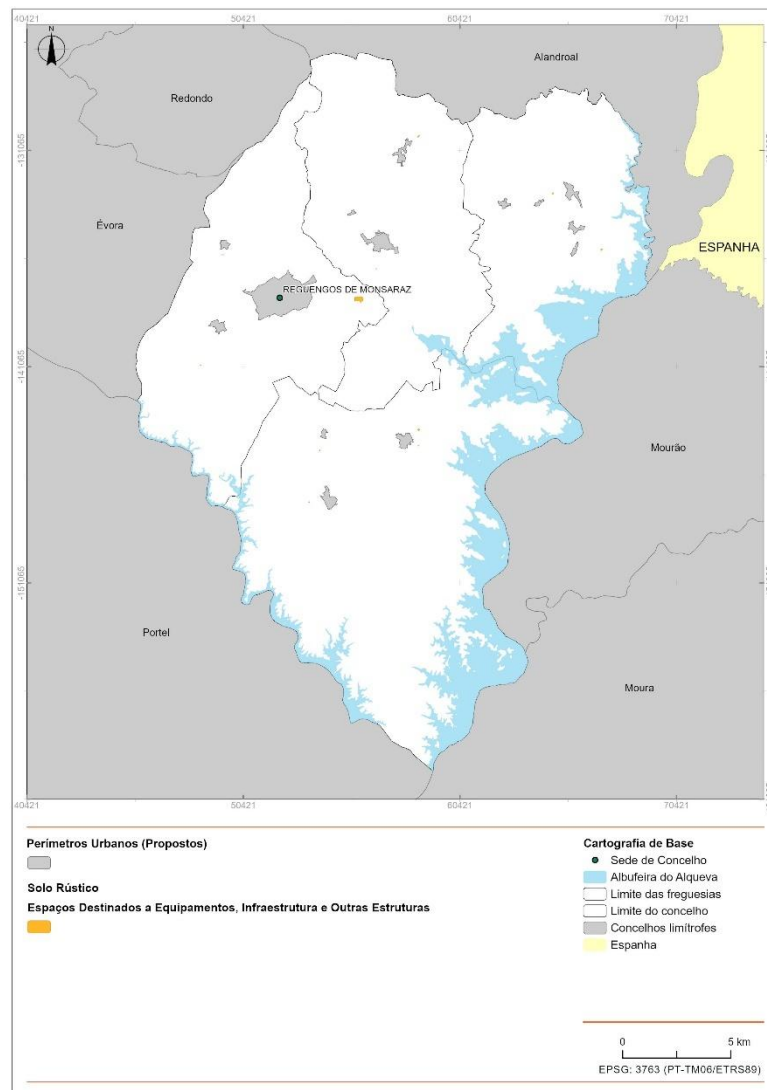 40421
50421
60421
70421
N
Alandroal
Redondo
-131065
Évora
ESPANHA
REGUENGOS DE MONSARAZ
-141065
Mourão
-151065
Portel
Moura
40421
50421
60421
70421
Perímetros Urbanos (Propostos)
Solo Rústico
Espaços Destinados a Equipamentos, Infraestrutura e Outras Estruturas
Cartografia de Base
Sede de Concelho
Albufeira do Alqueva
Limite das freguesias
Limite do concelho
Concelhos limítrofes
Espanha
0
5 km
EPSG: 3763 (PT-TM06/ETRS89)